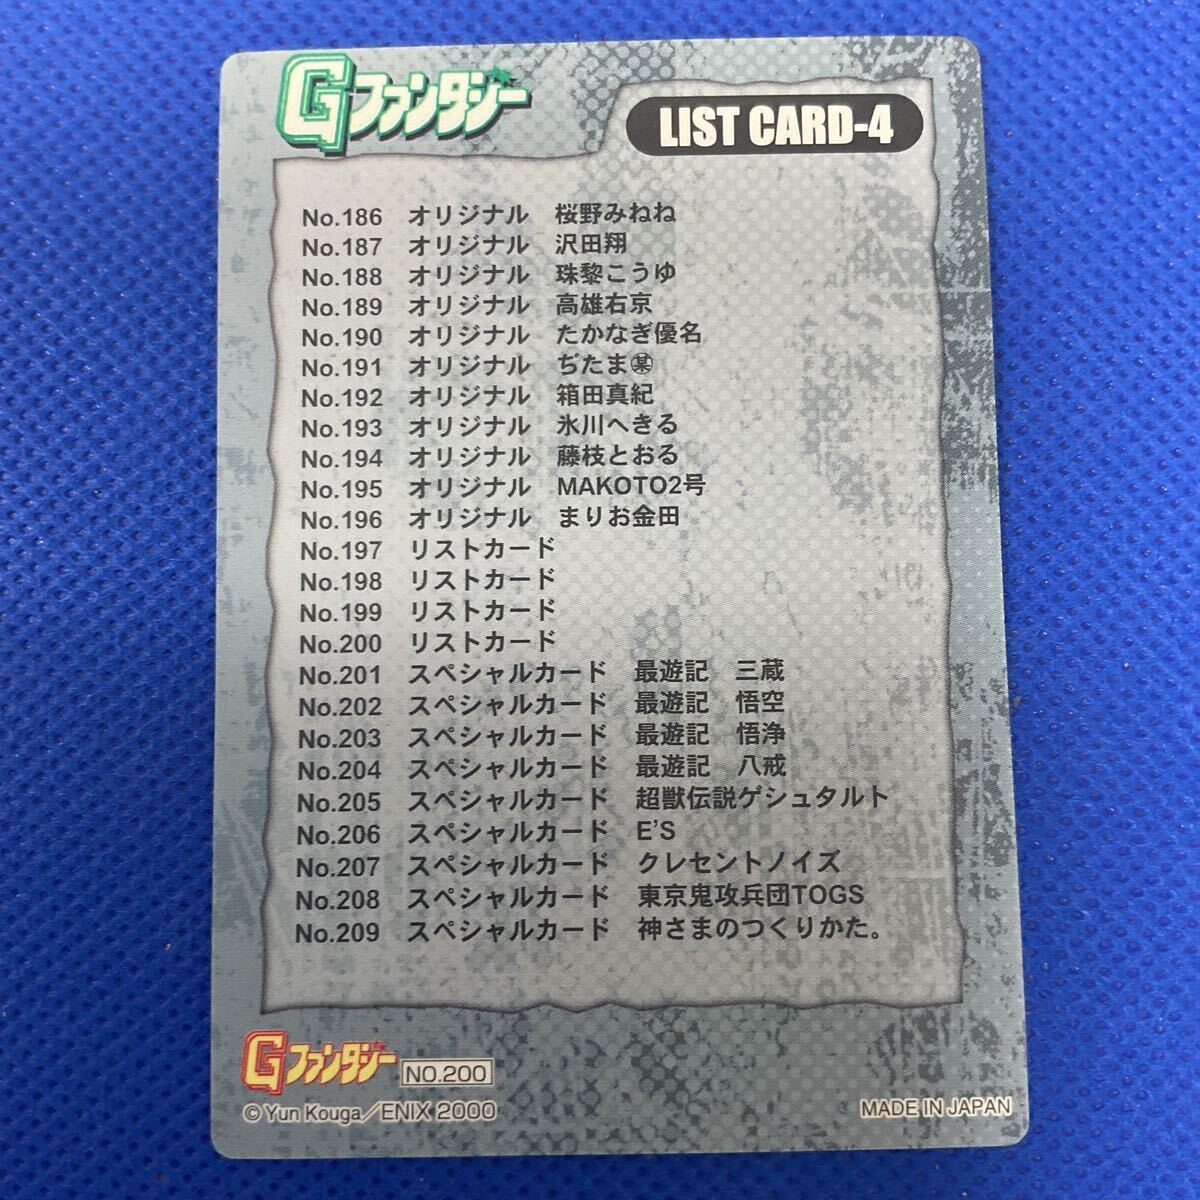 Gファンタジー
LIST CARD-4
No.186 オリジナル 桜野みねね
No.187 オリジナル 沢田翔
No.188 オリジナル 珠黎こうゆ
No.189 オリジナル 高雄右京
No.190 オリジナル たかなぎ優名
No.191 オリジナル ぢたま㊙
No.192 オリジナル 箱田真紀
No.193 オリジナル 氷川へきる
No.194 オリジナル 藤枝とおる
No.195 オリジナル MAKOTO2号
No.196 オリジナル まりお金田
No.197 リストカード
No.198 リストカード
No.199 リストカード
No.200 リストカード
No.201 スペシャルカード 最遊記 三蔵
No.202 スペシャルカード 最遊記 悟空
No.203 スペシャルカード 最遊記 悟浄
No.204 スペシャルカード 最遊記 八戒
No.205 スペシャルカード 超獣伝説ゲシュタルト
No.206 スペシャルカード E'S
No.207 スペシャルカード クレセントノイズ
No.208 スペシャルカード 東京鬼攻兵団TOGS
No.209 スペシャルカード 神さまのつくりかた。
Gファンタジー NO.200
© Yun Kouga／ENIX 2000
MADE IN JAPAN